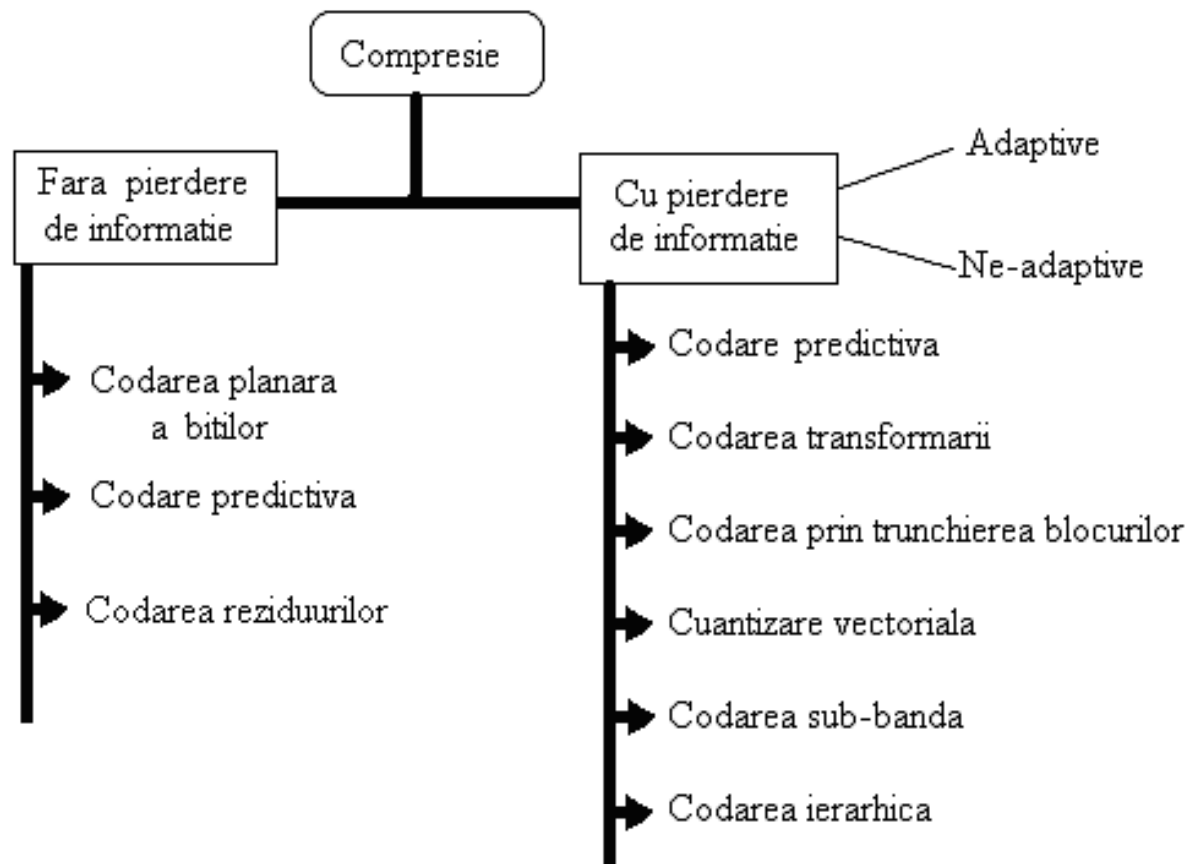 Compresie
Fara pierdere
de informatie
Codarea planara
a bitilor
Codare predictiva
Codarea reziduurilor
Cu pierdere
de informatie
Adaptive
Ne-adaptive
Codare predictiva
Codarea transformarii
Codarea prin trunchierea blocurilor
Cuantizare vectoriala
Codarea sub-banda
Codarea ierarhica